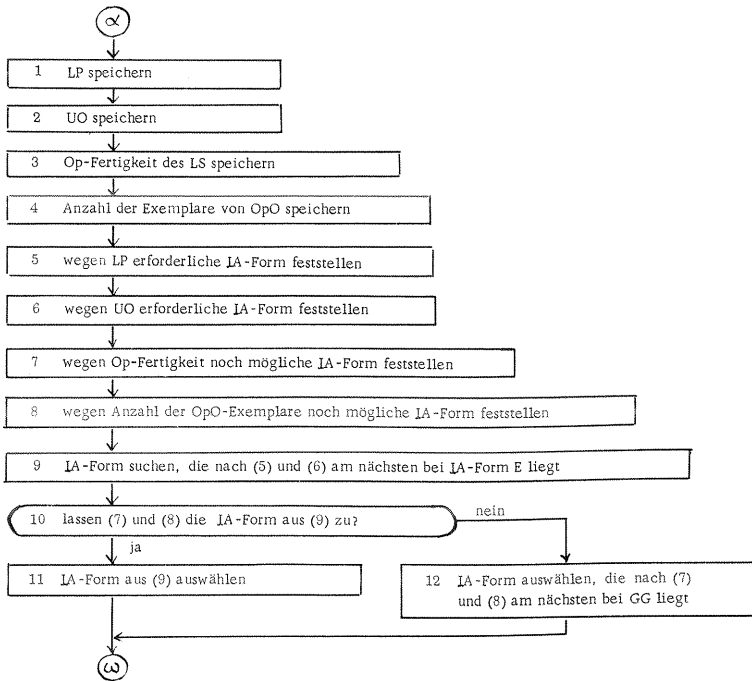 α
1 LP speichern
2 UO speichern
3 Op-Fertigkeit des LS speichern
4 Anzahl der Exemplare von OpO speichern
5 wegen LP erforderliche IA-Form feststellen
6 wegen UO erforderliche IA-Form feststellen
7 wegen Op-Fertigkeit noch mögliche IA-Form feststellen
8 wegen Anzahl der OpO-Exemplare noch mögliche IA-Form feststellen
9 IA-Form suchen, die nach (5) und (6) am nächsten bei IA-Form E liegt
10 lassen (7) und (8) die IA-Form aus (9) zu?
nein
ja
11 IA-Form aus (9) auswählen
12 IA-Form auswählen, die nach (7)
und (8) am nächsten bei GG liegt
ω